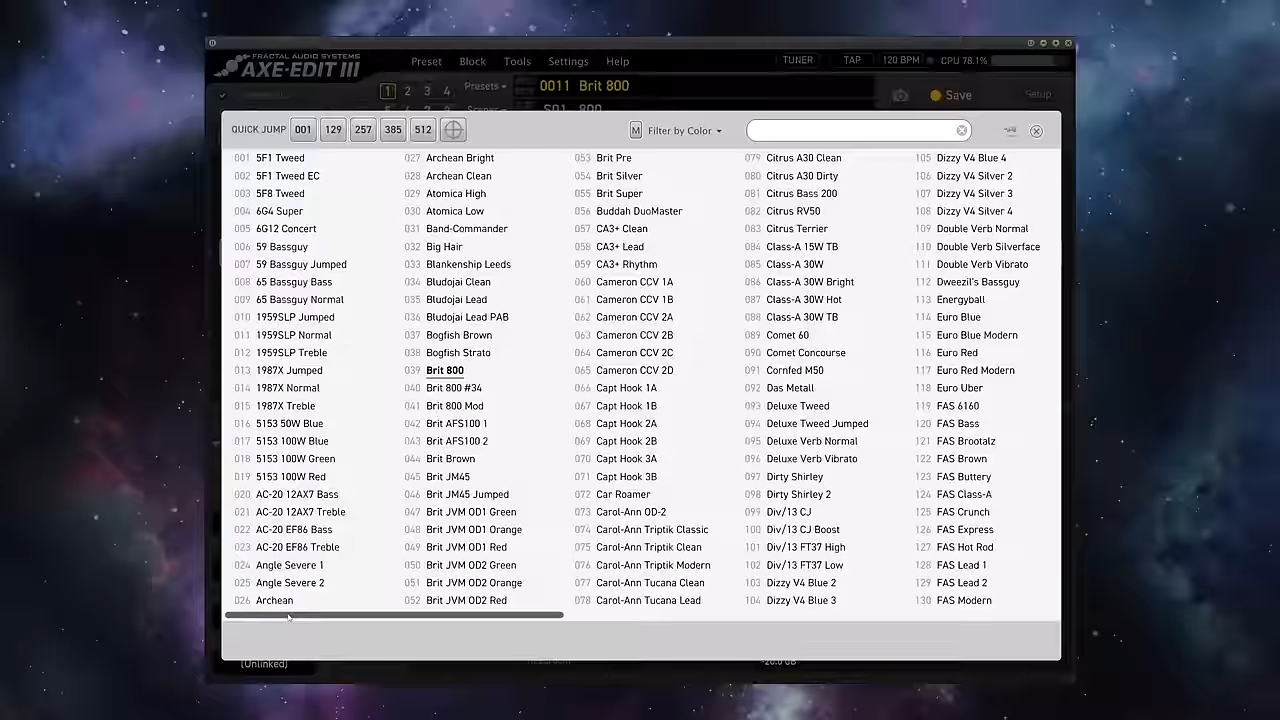 FRACTAL AUDIO SYSTEMS
AXE-EDIT III
Preset Block Tools Settings Help
TUNER TAP 120 BPM CPU 78.1%
1 2 3 4 Presets 0011 Brit 800
Save Setup
QUICK JUMP 001 129 257 385 512 M Filter by Color
001 5F1 Tweed
002 5F1 Tweed EC
003 5F8 Tweed
004 6G4 Super
005 6G12 Concert
006 59 Bassguy
007 59 Bassguy Jumped
008 65 Bassguy Bass
009 65 Bassguy Normal
010 1959SLP Jumped
011 1959SLP Normal
012 1959SLP Treble
013 1987X Jumped
014 1987X Normal
015 1987X Treble
016 5153 50W Blue
017 5153 100W Blue
018 5153 100W Green
019 5153 100W Red
020 AC-20 12AX7 Bass
021 AC-20 12AX7 Treble
022 AC-20 EF86 Bass
023 AC-20 EF86 Treble
024 Angle Severe 1
025 Angle Severe 2
026 Archean
027 Archean Bright
028 Archean Clean
029 Atomica High
030 Atomica Low
031 Band-Commander
032 Big Hair
033 Blankenship Leeds
034 Bludojai Clean
035 Bludojai Lead
036 Bludojai Lead PAB
037 Bogfish Brown
038 Bogfish Strato
039 Brit 800
040 Brit 800 #34
041 Brit 800 Mod
042 Brit AFS100 1
043 Brit AFS100 2
044 Brit Brown
045 Brit JM45
046 Brit JM45 Jumped
047 Brit JVM OD1 Green
048 Brit JVM OD1 Orange
049 Brit JVM OD1 Red
050 Brit JVM OD2 Green
051 Brit JVM OD2 Orange
052 Brit JVM OD2 Red
053 Brit Pre
054 Brit Silver
055 Brit Super
056 Buddah DuoMaster
057 CA3+ Clean
058 CA3+ Lead
059 CA3+ Rhythm
060 Cameron CCV 1A
061 Cameron CCV 1B
062 Cameron CCV 2A
063 Cameron CCV 2B
064 Cameron CCV 2C
065 Cameron CCV 2D
066 Capt Hook 1A
067 Capt Hook 1B
068 Capt Hook 2A
069 Capt Hook 2B
070 Capt Hook 3A
071 Capt Hook 3B
072 Car Roamer
073 Carol-Ann OD-2
074 Carol-Ann Triptik Classic
075 Carol-Ann Triptik Clean
076 Carol-Ann Triptik Modern
077 Carol-Ann Tucana Clean
078 Carol-Ann Tucana Lead
079 Citrus A30 Clean
080 Citrus A30 Dirty
081 Citrus Bass 200
082 Citrus RV50
083 Citrus Terrier
084 Class-A 15W TB
085 Class-A 30W
086 Class-A 30W Bright
087 Class-A 30W Hot
088 Class-A 30W TB
089 Comet 60
090 Comet Concourse
091 Cornfed M50
092 Das Metall
093 Deluxe Tweed
094 Deluxe Tweed Jumped
095 Deluxe Verb Normal
096 Deluxe Verb Vibrato
097 Dirty Shirley
098 Dirty Shirley 2
099 Div/13 CJ
100 Div/13 CJ Boost
101 Div/13 FT37 High
102 Div/13 FT37 Low
103 Dizzy V4 Blue 2
104 Dizzy V4 Blue 3
105 Dizzy V4 Blue 4
106 Dizzy V4 Silver 2
107 Dizzy V4 Silver 3
108 Dizzy V4 Silver 4
109 Double Verb Normal
110 Double Verb Silverface
111 Double Verb Vibrato
112 Dweezil's Bassguy
113 Energyball
114 Euro Blue
115 Euro Blue Modern
116 Euro Red
117 Euro Red Modern
118 Euro Uber
119 FAS 6160
120 FAS Bass
121 FAS Brootalz
122 FAS Brown
123 FAS Buttery
124 FAS Class-A
125 FAS Crunch
126 FAS Express
127 FAS Hot Rod
128 FAS Lead 1
129 FAS Lead 2
130 FAS Modern
(Unlinked)